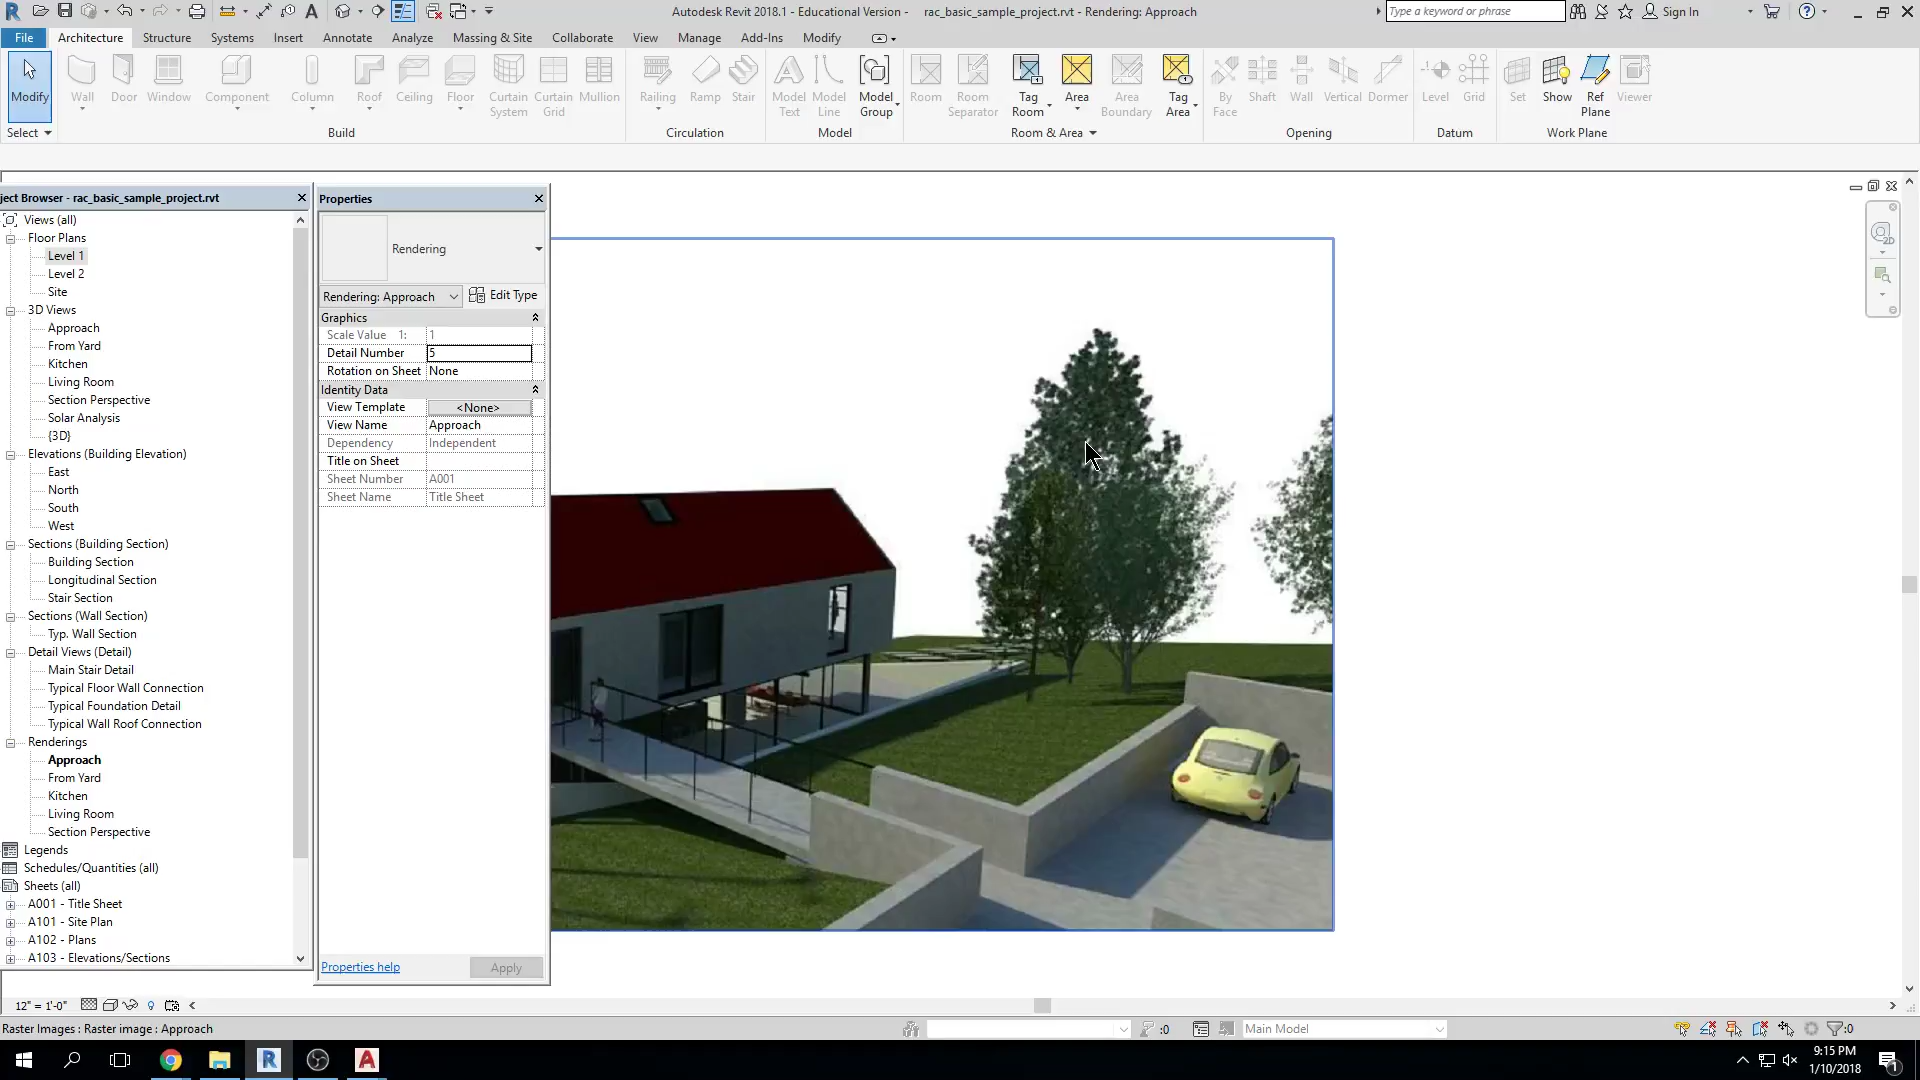 Autodesk Revit 2018.1 - Educational Version - rac_basic_sample_project.rvt - Rendering: Approach
Type a keyword or phrase
Sign In
File Architecture Structure Systems Insert Annotate Analyze Massing & Site Collaborate View Manage Add-Ins Modify
Modify Wall Door Window Component Column Roof Ceiling Floor Curtain System Curtain Grid Mullion Railing Ramp Stair Model Text Model Line Model Group Room Room Separator Tag Room Area Area Boundary Tag Area By Face Shaft Wall Vertical Dormer Level Grid Set Show Ref Plane Viewer
Select Build Circulation Model Room & Area Opening Datum Work Plane
ject Browser - rac_basic_sample_project.rvt
Views (all)
Floor Plans
Level 1
Level 2
Site
3D Views
Approach
From Yard
Kitchen
Living Room
Section Perspective
Solar Analysis
{3D}
Elevations (Building Elevation)
East
North
South
West
Sections (Building Section)
Building Section
Longitudinal Section
Stair Section
Sections (Wall Section)
Typ. Wall Section
Detail Views (Detail)
Main Stair Detail
Typical Floor Wall Connection
Typical Foundation Detail
Typical Wall Roof Connection
Renderings
Approach
From Yard
Kitchen
Living Room
Section Perspective
Legends
Schedules/Quantities (all)
Sheets (all)
A001 - Title Sheet
A101 - Site Plan
A102 - Plans
A103 - Elevations/Sections
Properties
Rendering
Rendering: Approach Edit Type
Graphics
Scale Value 1: 1
Detail Number 5
Rotation on Sheet None
Identity Data
View Template <None>
View Name Approach
Dependency Independent
Title on Sheet
Sheet Number A001
Sheet Name Title Sheet
Properties help Apply
2D
12" = 1'-0"
Raster Images : Raster image : Approach
:0
Main Model
:0
9:15 PM
1/10/2018
1